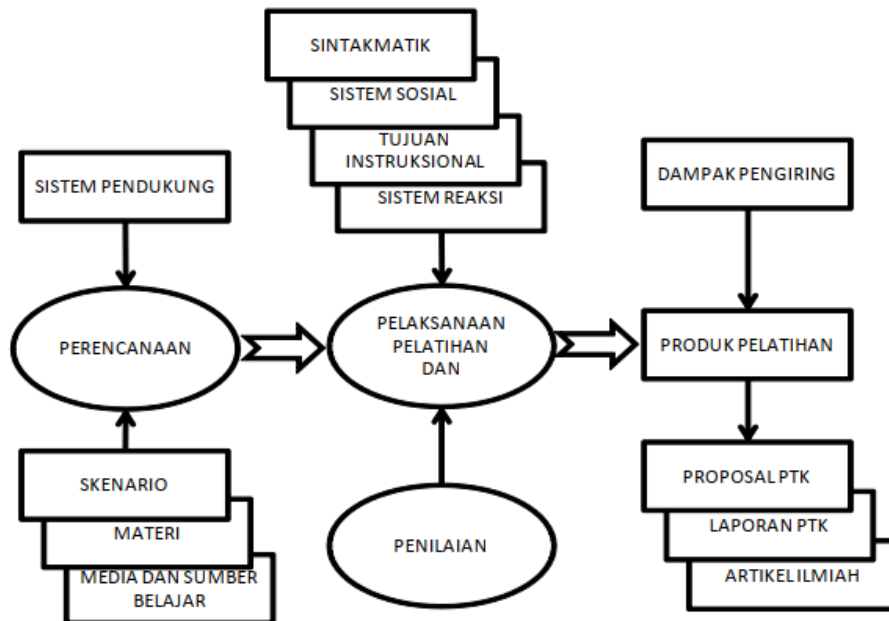 SINTAKMATIK
SISTEM SOSIAL
TUJUAN
INSTRUKSIONAL
SISTEM REAKSI
SISTEM PENDUKUNG
DAMPAK PENGIRING
PERENCANAAN
PELAKSANAAN
PELATIHAN
DAN
PRODUK PELATIHAN
SKENARIO
MATERI
MEDIA DAN SUMBER
BELAJAR
PENILAIAN
PROPOSAL PTK
LAPORAN PTK
ARTIKEL ILMIAH